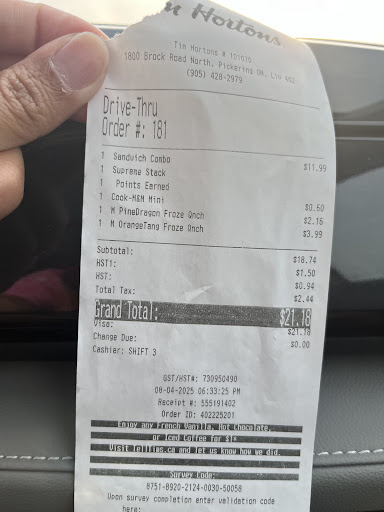 m Hortons
Tim Hortons # 101070
1800 Brock Road North, Pickering ON, L1V
(905) 428-2979
Drive-Thru
Order #: 181
1 Sandwich Combo $11.99
1 Supreme Stack
1 Points Earned
1 Cook-M&M Mini $0.60
1 M PineDragon Froze Qnch $2.16
1 M OrangeTang Froze Qnch $3.99
Subtotal: $18.74
HST1: $1.50
HST: $0.94
Total Tax: $2.44
Grand Total: $21.18
Visa: $21.18
Change Due: $0.00
Cashier: SHIFT 3
GST/HST#: 730950490
09-04-2025 06:33:25 PM
Receipt #: 555191402
Order ID: 402225201
Enjoy any French Vanilla, Hot Chocolate,
or Iced Coffee For $1*
Visit telltims.ca and let us know how we did.
Survey Code:
8751-8920-2124-0030-50058
Upon survey completion enter validation code
here: